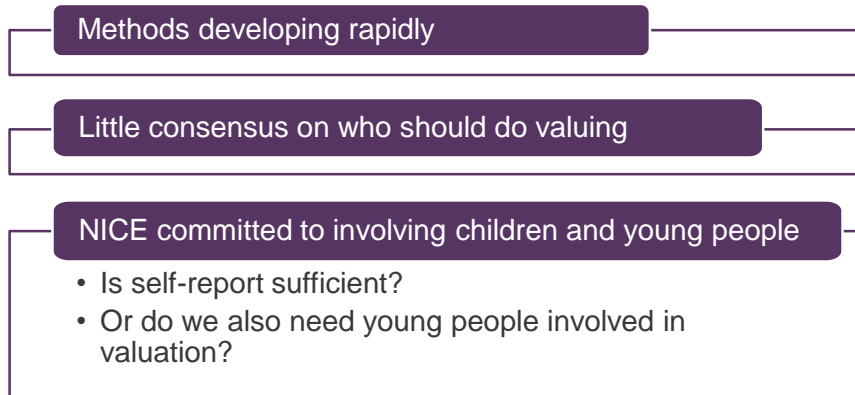 Methods developing rapidly
Little consensus on who should do valuing
NICE committed to involving children and young people
• Is self-report sufficient?
• Or do we also need young people involved in
valuation?